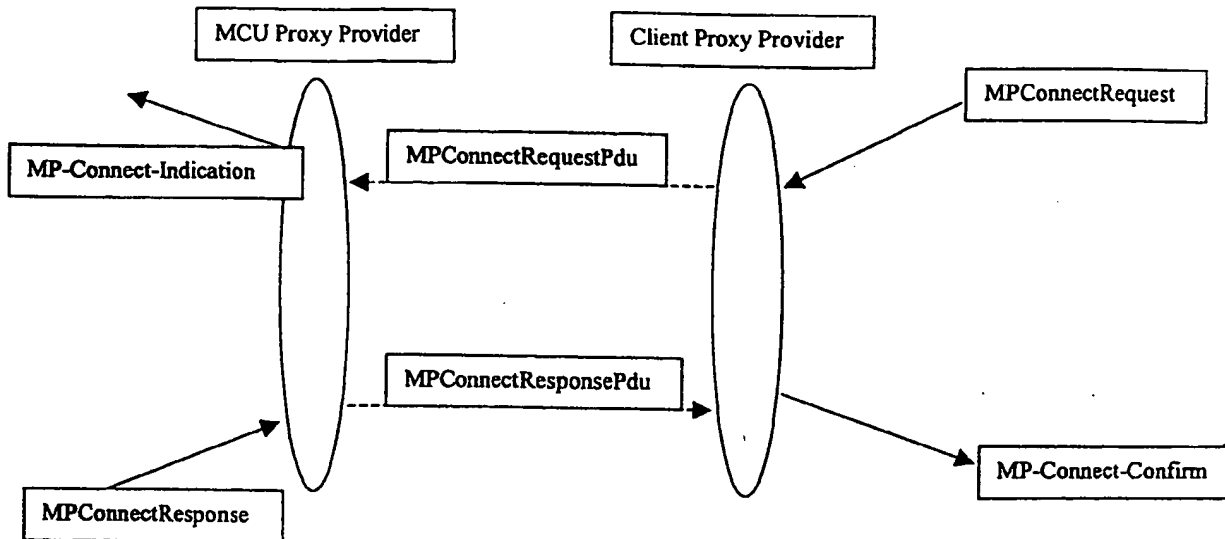 MCU Proxy Provider
Client Proxy Provider
MPConnectRequest
MPConnectRequestPdu
MP-Connect-Indication
MPConnectResponsePdu
MP-Connect-Confirm
MPConnectResponse